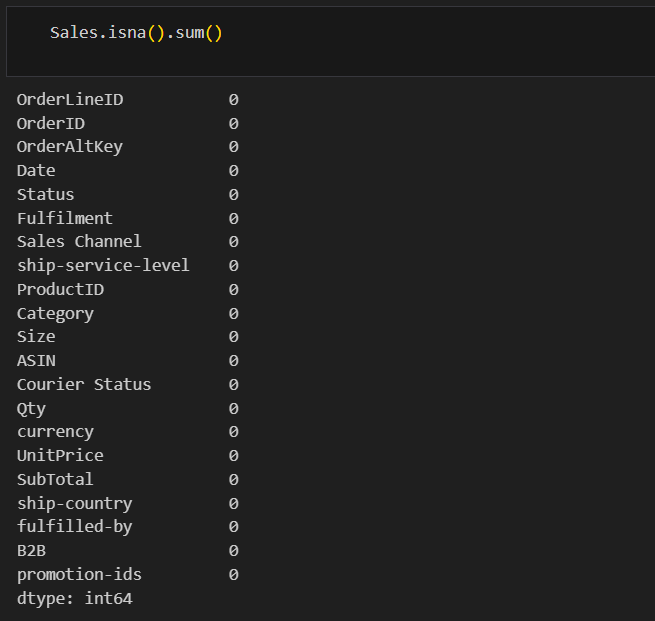 Sales.isna().sum()
OrderLineID 0
OrderID 0
OrderAltKey 0
Date 0
Status 0
Fulfilment 0
Sales Channel 0
ship-service-level 0
ProductID 0
Category 0
Size 0
ASIN 0
Courier Status 0
Qty 0
currency 0
UnitPrice 0
SubTotal 0
ship-country 0
fulfilled-by 0
B2B 0
promotion-ids 0
dtype: int64